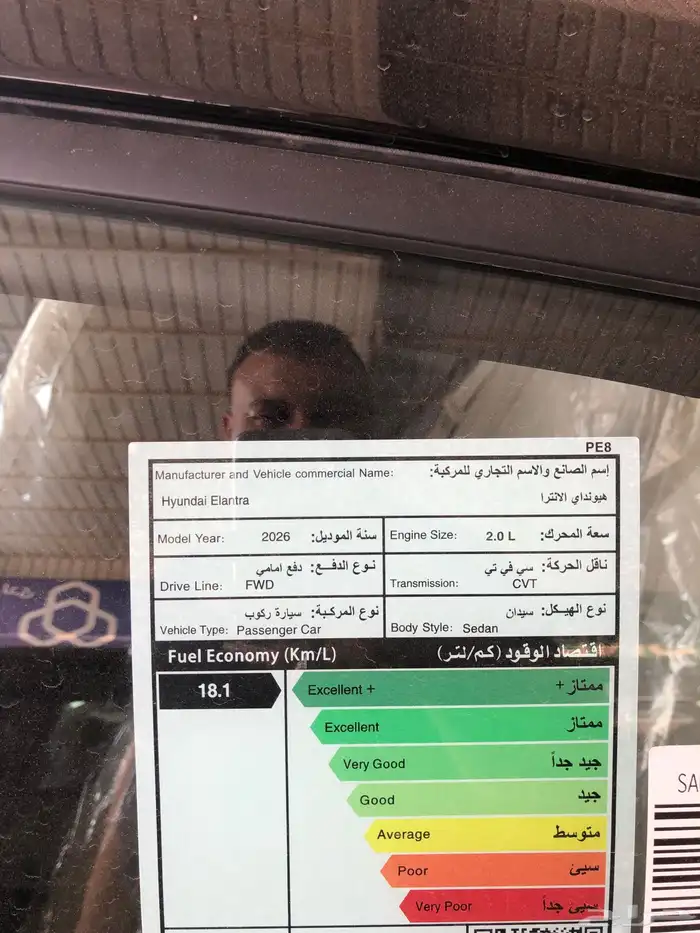 PE8
Manufacturer and Vehicle commercial Name: إسم الصانع والاسم التجاري للمركبة:
Hyundai Elantra هيونداي الانترا
Model Year: 2026 سنة الموديل:
Engine Size: 2.0 L سعة المحرك:
نوع الدفع: دفع امامي
Drive Line: FWD
ناقل الحركة: سي في تي
Transmission: CVT
نوع المركبة: سيارة ركوب
Vehicle Type: Passenger Car
نوع الهيكل: سيدان
Body Style: Sedan
Fuel Economy (Km/L) اقتصاد الوقود (كم/لتر)
18.1
Excellent + ممتاز +
Excellent ممتاز
Very Good جيد جداً
Good جيد
Average متوسط
Poor سيئ
Very Poor سيئ جداً
SA